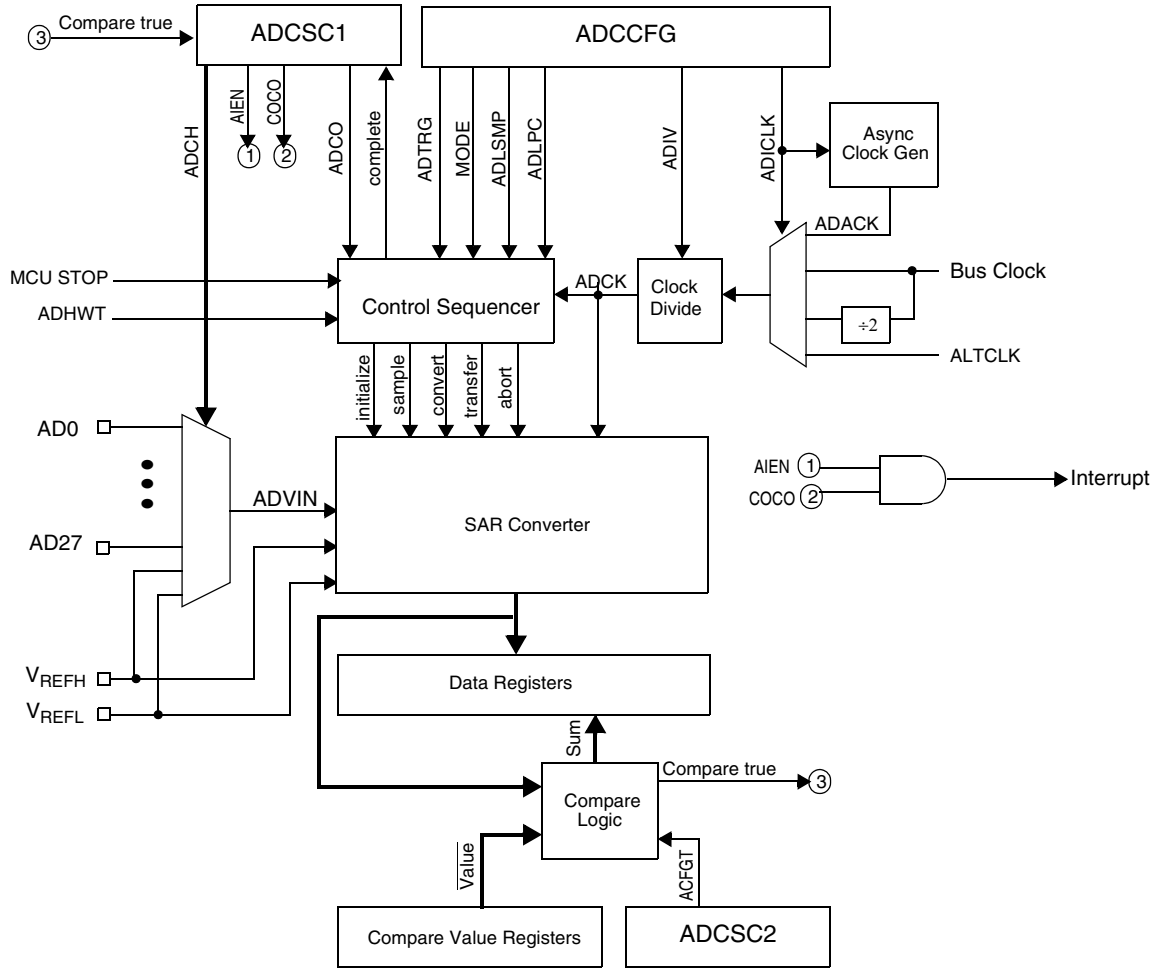 3 Compare true
ADCSC1
ADCCFG
ADCH
AIEN
COCO
1
2
ADCO
complete
ADTRG
MODE
ADLSMP
ADLPC
ADIV
ADICLK
Async
Clock Gen
ADACK
MCU STOP
ADHWT
Control Sequencer
ADCK
Clock
Divide
Bus Clock
÷2
ALTCLK
initialize
sample
convert
transfer
abort
AD0
AD27
ADVIN
SAR Converter
AIEN 1
COCO 2
Interrupt
VREFH
VREFL
Data Registers
Sum
Compare
Logic
Compare true
3
Value
ACFGT
Compare Value Registers
ADCSC2